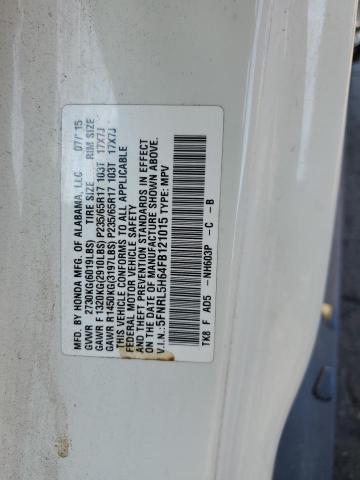 MFD. BY HONDA MFG. OF ALABAMA, LLC 07/15
GVWR 2730KG(6019LBS) TIRE SIZE RIM SIZE
GAWR F 1320KG(2910LBS) P235/65R17 103T 17X7J
GAWR R1450KG(3197LBS) P235/65R17 103T 17X7J
THIS VEHICLE CONFORMS TO ALL APPLICABLE
FEDERAL MOTOR VEHICLE SAFETY BUMPER
AND THEFT PREVENTION STANDARDS IN EFFECT
ON THE DATE OF MANUFACTURE SHOWN ABOVE.
V.I.N.:5FNRL5H64FB121015 TYPE: MPV
TK8 F AD5 -NH603P -C -B